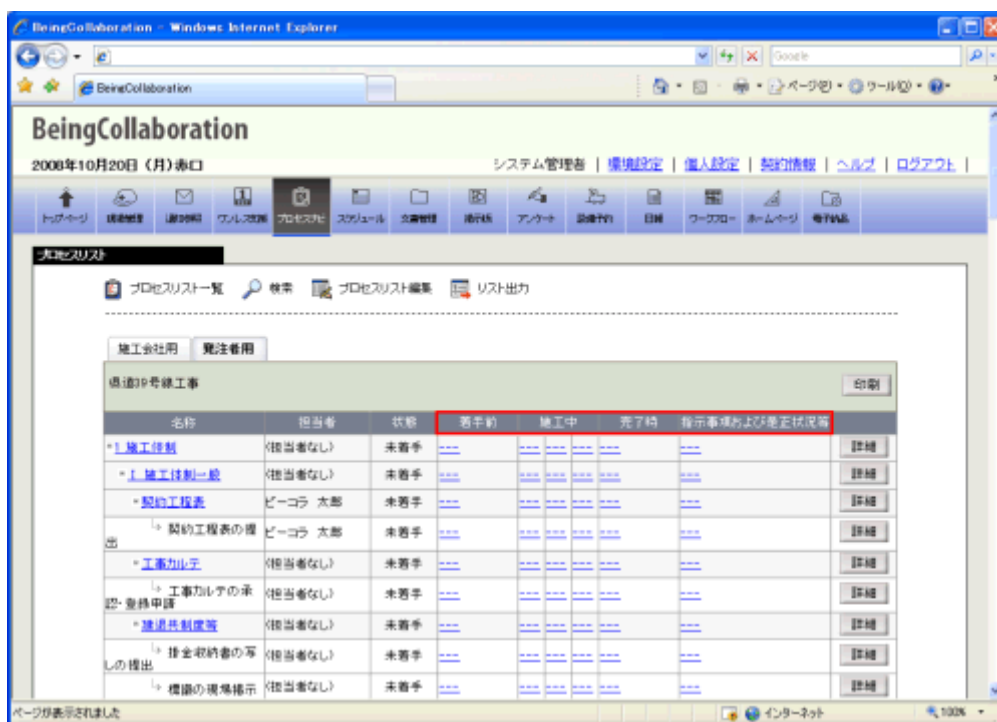 BeingCollaboration - Windows Internet Explorer
Google
BeingCollaboration
ページ(P)
ツール(O)
BeingCollaboration
2008年10月20日 (月)赤口
システム管理者 | 環境設定 | 個人設定 | 契約情報 | ヘルプ | ログアウト |
トップページ
プロセスナビ
スケジュール
文書管理
掲示板
アンケート
設備予約
日報
ワークフロー
ホームページ
電子納品
プロセスリスト
プロセスリスト一覧
検索
プロセスリスト編集
リスト出力
施工会社用
発注者用
県道39号線工事
印刷
名称 担当者 状態 着手前 施工中 完了時 指示事項および是正状況等
1 施工体制 (担当者なし) 未着手 --- --- --- --- --- --- 詳細
I 施工体制一般 (担当者なし) 未着手 --- --- --- --- --- --- 詳細
契約工程表 ビーコラ 太郎 未着手 --- --- --- --- --- --- 詳細
契約工程表の提出 ビーコラ 太郎 未着手 --- --- --- --- --- --- 詳細
工事カルテ (担当者なし) 未着手 --- --- --- --- --- --- 詳細
工事カルテの承認・登録申請 (担当者なし) 未着手 --- --- --- --- --- --- 詳細
建退共制度等 (担当者なし) 未着手 --- --- --- --- --- --- 詳細
掛金収納書の写しの提出 (担当者なし) 未着手 --- --- --- --- --- --- 詳細
標識の現場掲示 (担当者なし) 未着手 --- --- --- --- --- --- 詳細
ページが表示されました
インターネット
100%